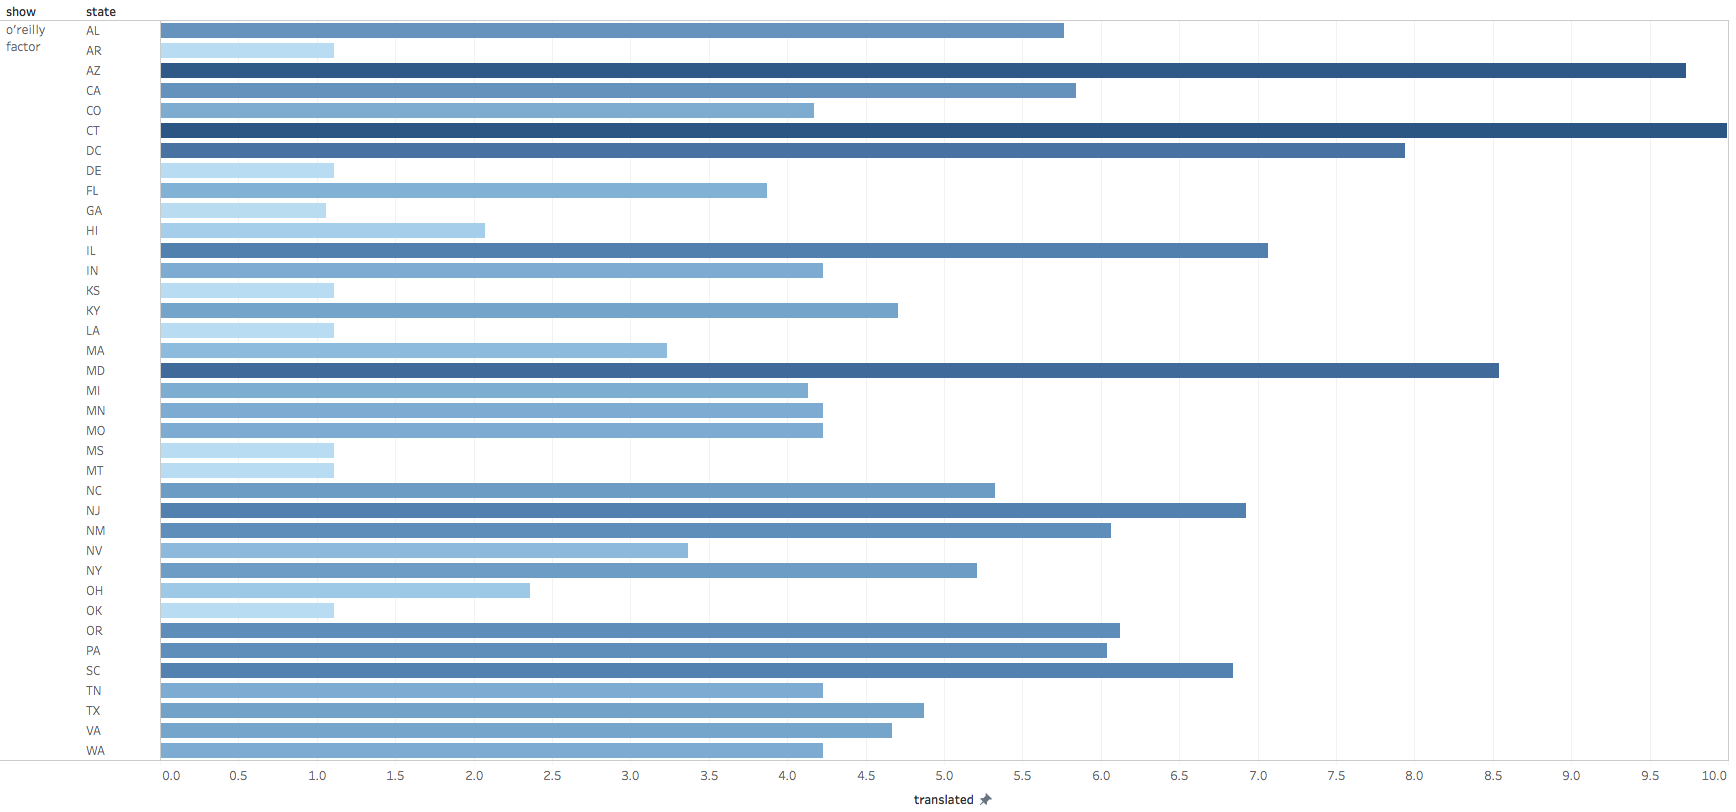 show state
o'reilly factor
AL
AR
AZ
CA
CO
CT
DC
DE
FL
GA
HI
IL
IN
KS
KY
LA
MA
MD
MI
MN
MO
MS
MT
NC
NJ
NM
NV
NY
OH
OK
OR
PA
SC
TN
TX
VA
WA
0.0 0.5 1.0 1.5 2.0 2.5 3.0 3.5 4.0 4.5 5.0 5.5 6.0 6.5 7.0 7.5 8.0 8.5 9.0 9.5 10.0
translated